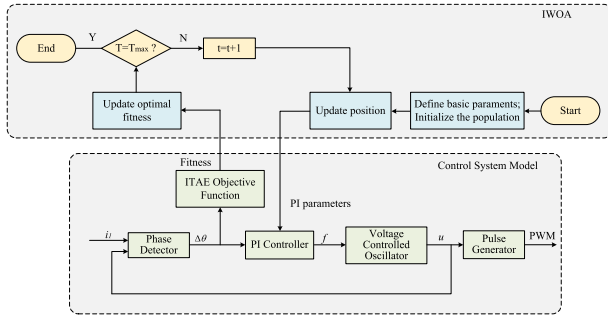 IWOA
End
Y
T=Tmax ?
N
t=t+1
Update optimal
fitness
Update position
Define basic paraments;
Initialize the population
Start
Fitness
Control System Model
ITAE Objective
Function
PI parameters
i1
Phase
Detector
Δθ
PI Controller
f
Voltage
Controlled
Oscillator
u
Pulse
Generator
PWM